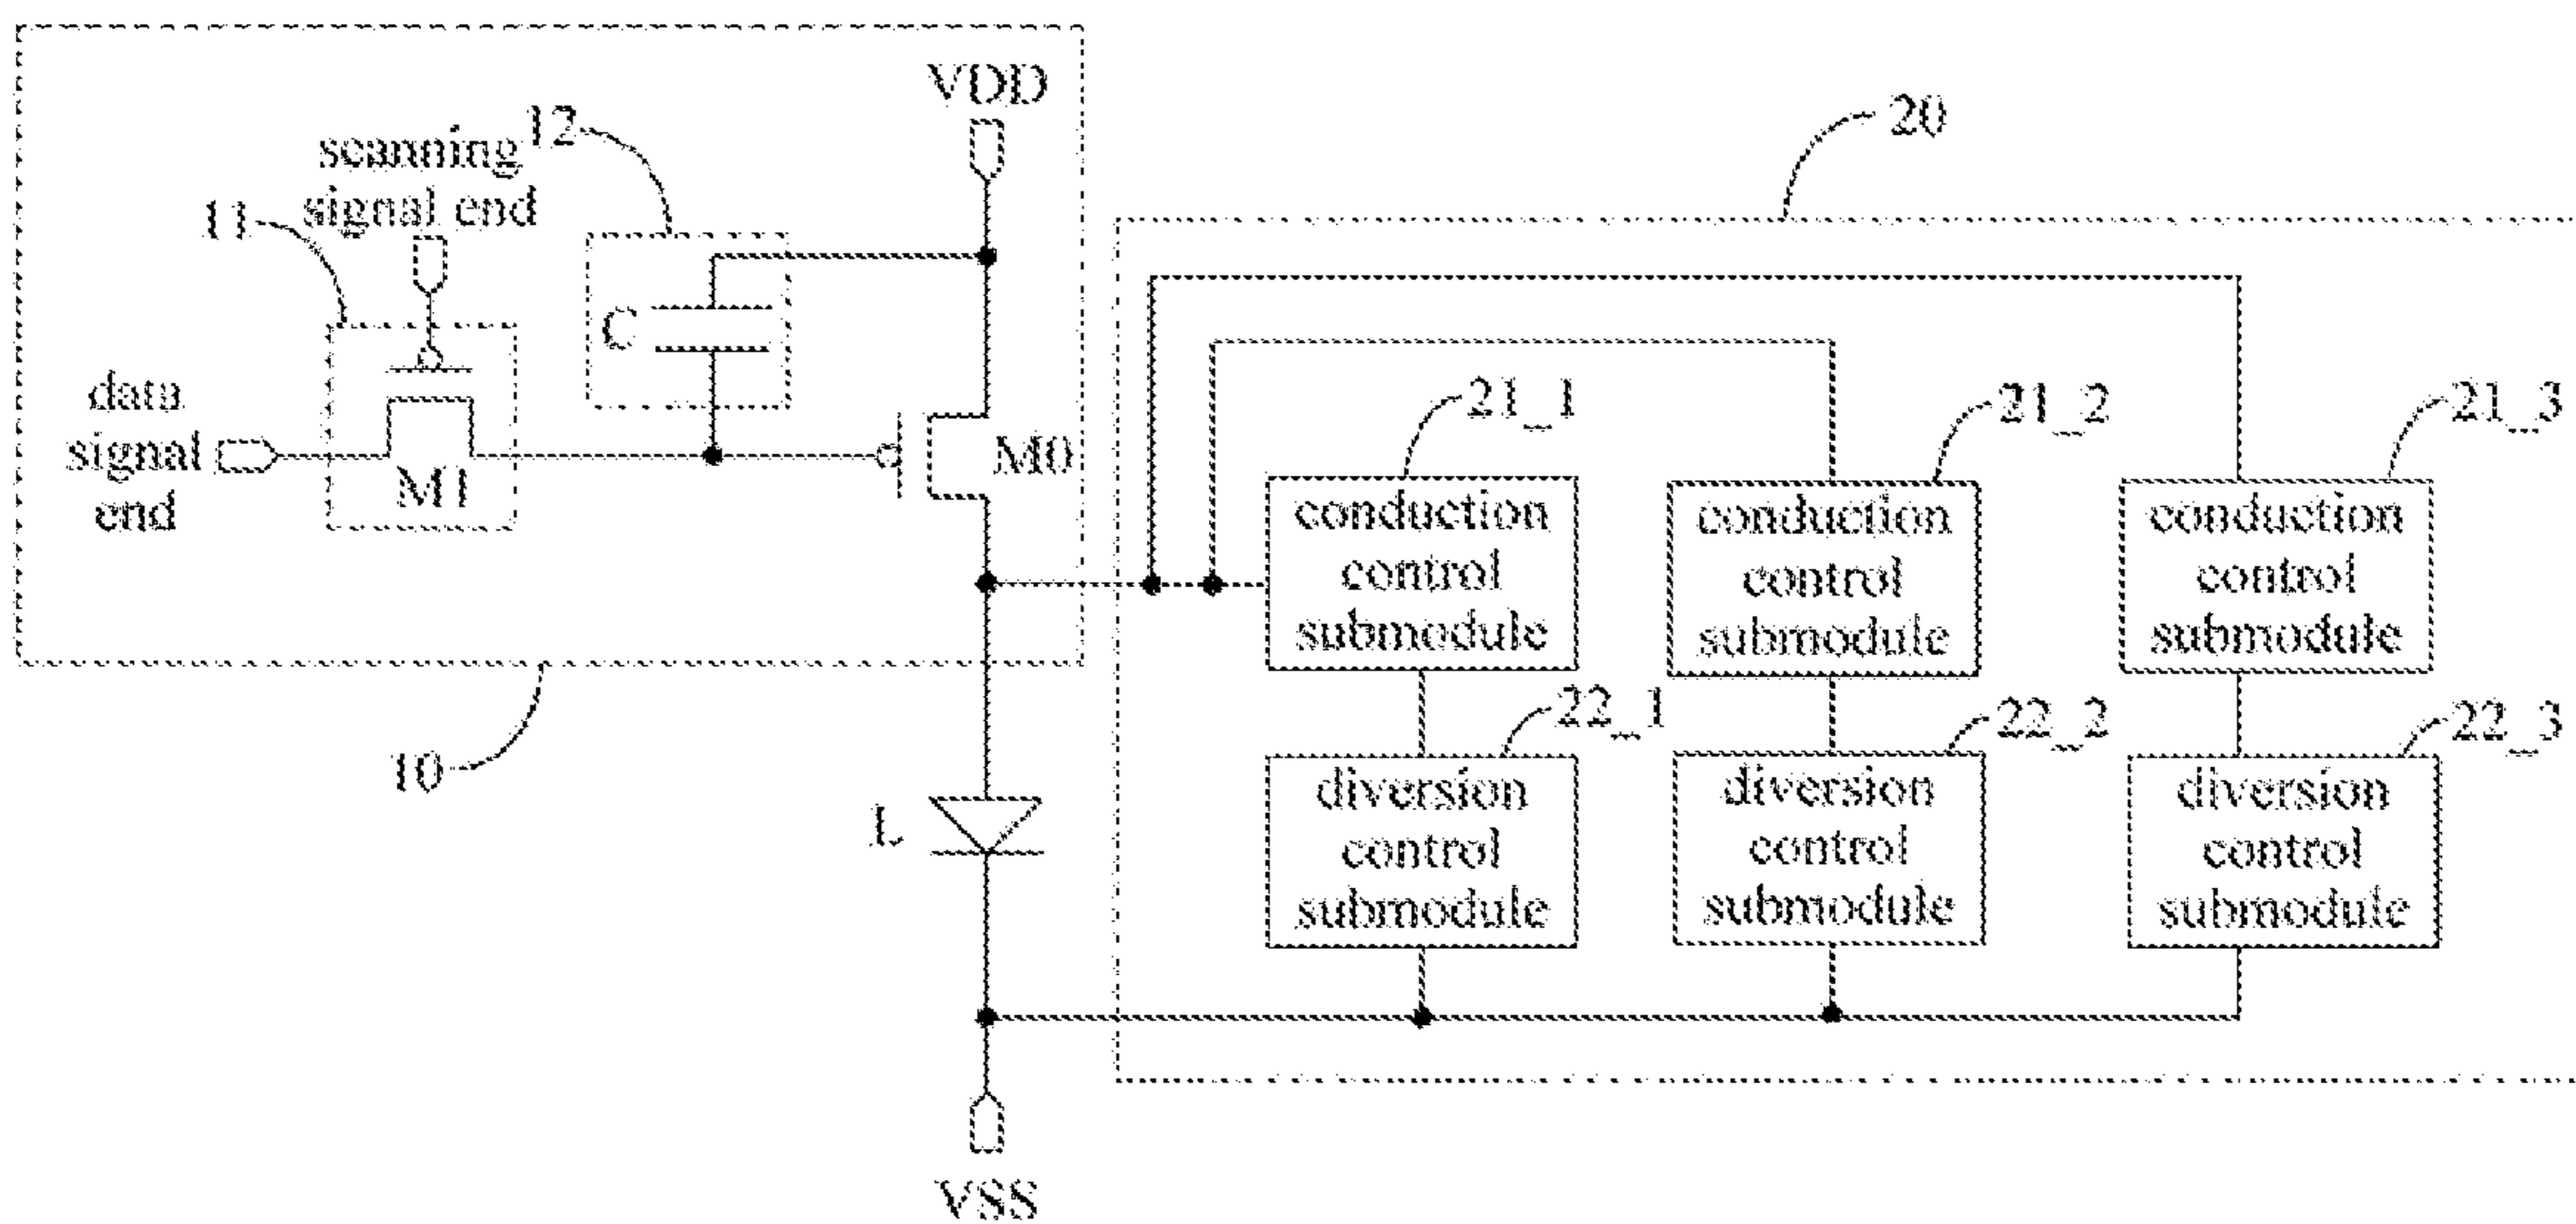 VDD
12
scanning
signal end
11
20
C
data
signal
end
M1
M0
21_1
21_2
21_3
conduction
control
submodule
conduction
control
submodule
conduction
control
submodule
10
22_1
22_2
22_3
L
diversion
control
submodule
diversion
control
submodule
diversion
control
submodule
VSS